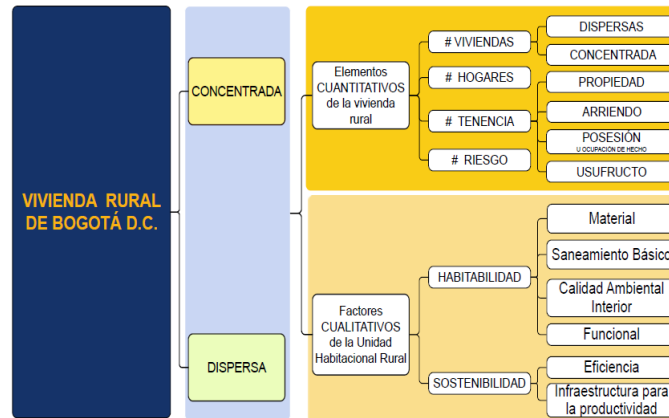 VIVIENDA RURAL
DE BOGOTÁ D.C.
CONCENTRADA
DISPERSA
Elementos
CUANTITATIVOS
de la vivienda
rural
# VIVIENDAS
# HOGARES
# TENENCIA
# RIESGO
DISPERSAS
CONCENTRADA
PROPIEDAD
ARRIENDO
POSESIÓN
U OCUPACIÓN DE HECHO
USUFRUCTO
Factores
CUALITATIVOS
de la Unidad
Habitacional Rural
HABITABILIDAD
SOSTENIBILIDAD
Material
Saneamiento Básico
Calidad Ambiental
Interior
Funcional
Eficiencia
Infraestructura para
la productividad